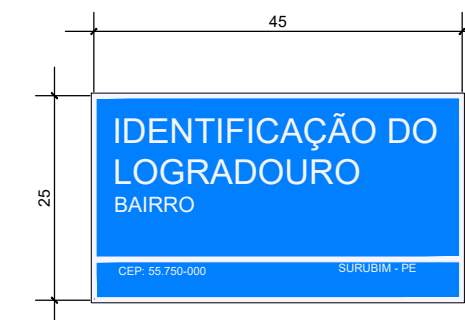 45
25
IDENTIFICAÇÃO DO
LOGRADOURO
BAIRRO
CEP: 55.750-000 SURUBIM - PE